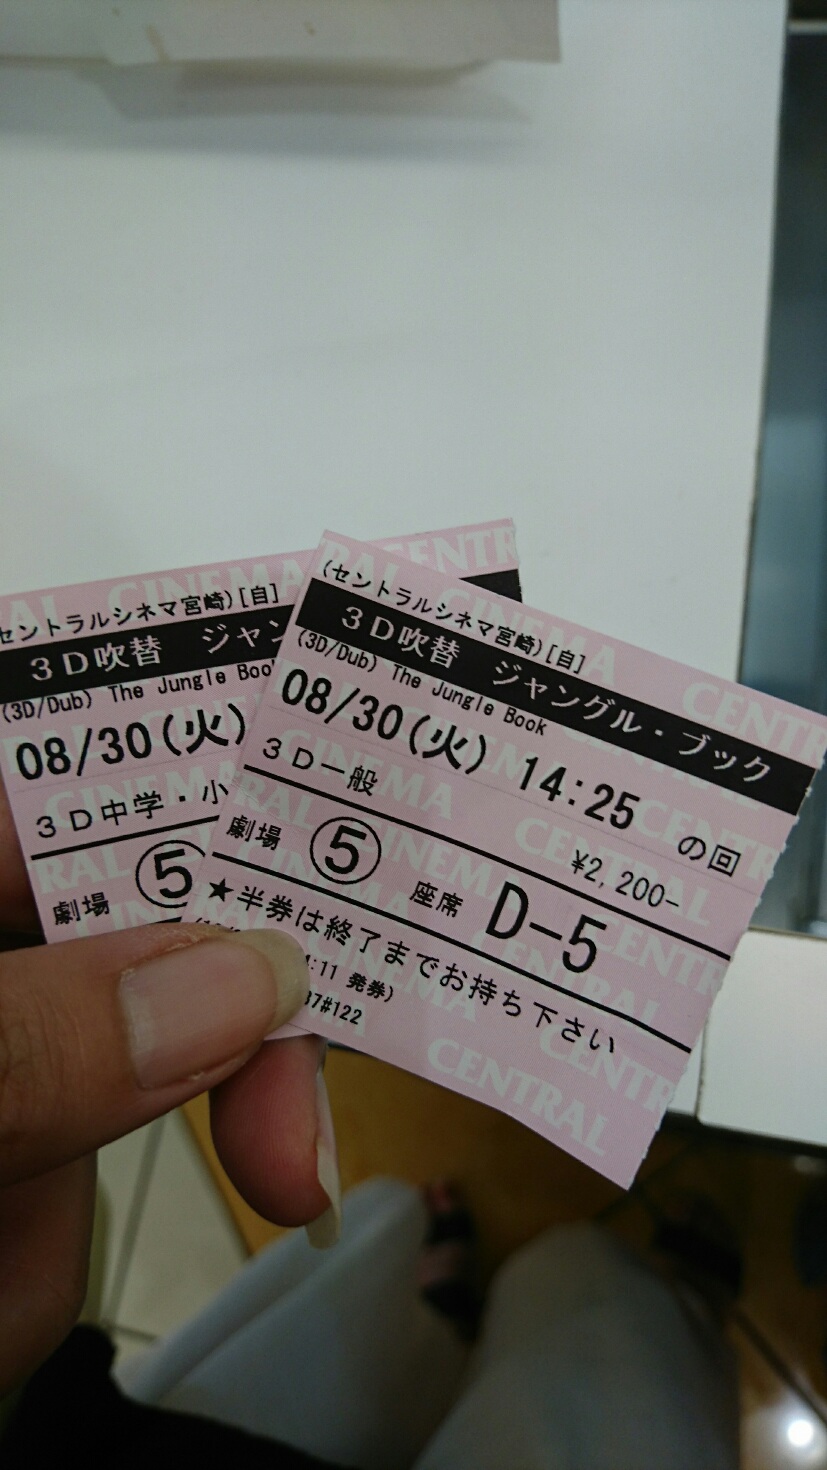 (セントラルシネマ宮崎)[自]
3D吹替 ジャングル・ブック
(3D/Dub) The Jungle Book
08/30(火) 14:25 の回
3D一般 ¥2,200-
劇場 ⑤ 座席 D-5
★半券は終了までお持ち下さい
:11 発券)
37#122
セントラルシネマ宮崎)[自]
3D吹替 ジャン
(3D/Dub) The Jungle Boo
08/30(火)
3D中学・小
劇場 ⑤
CINEMA
CENTRAL